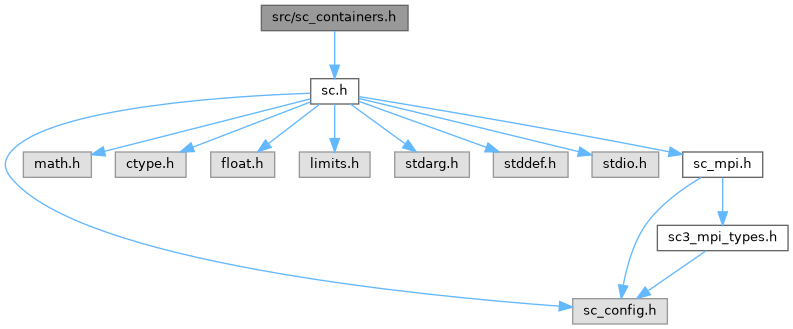 src/sc_containers.h
sc.h
math.h
ctype.h
float.h
limits.h
stdarg.h
stddef.h
stdio.h
sc_mpi.h
sc3_mpi_types.h
sc_config.h